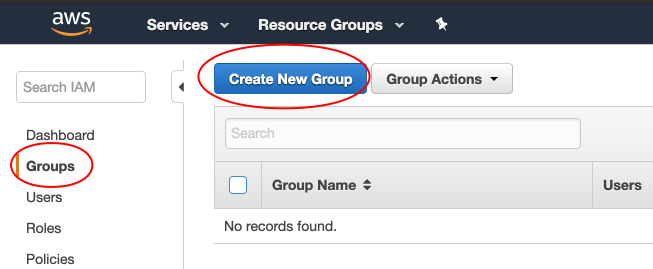 aws Services Resource Groups
Search IAM
Create New Group Group Actions
Search
Dashboard
Groups
Group Name Users
Users
Roles
No records found.
Policies